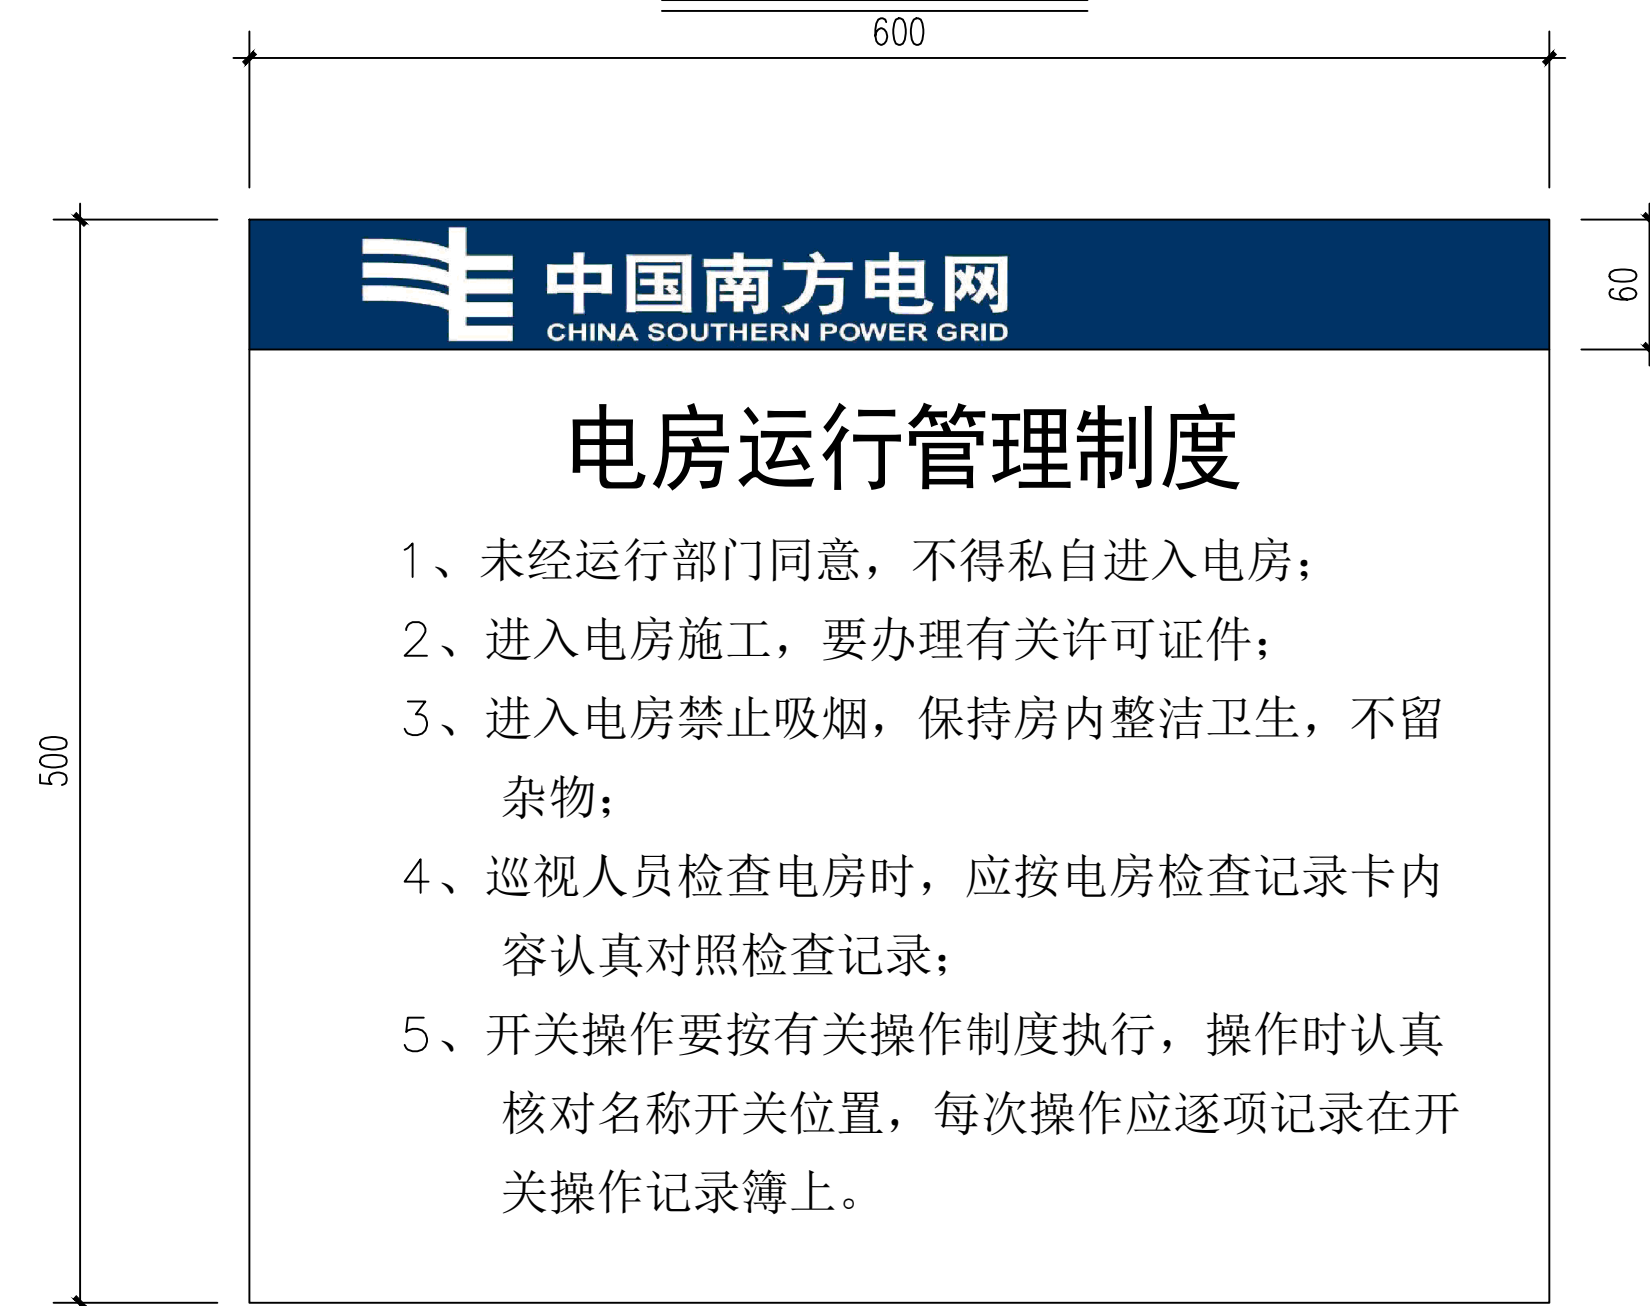 600
中国南方电网
CHINA SOUTHERN POWER GRID
60
电房运行管理制度
1、未经运行部门同意，不得私自进入电房；
2、进入电房施工，要办理有关许可证件；
3、进入电房禁止吸烟，保持房内整洁卫生，不留
杂物；
500
4、巡视人员检查电房时，应按电房检查记录卡内
容认真对照检查记录；
5、开关操作要按有关操作制度执行，操作时认真
核对名称开关位置，每次操作应逐项记录在开
关操作记录簿上。